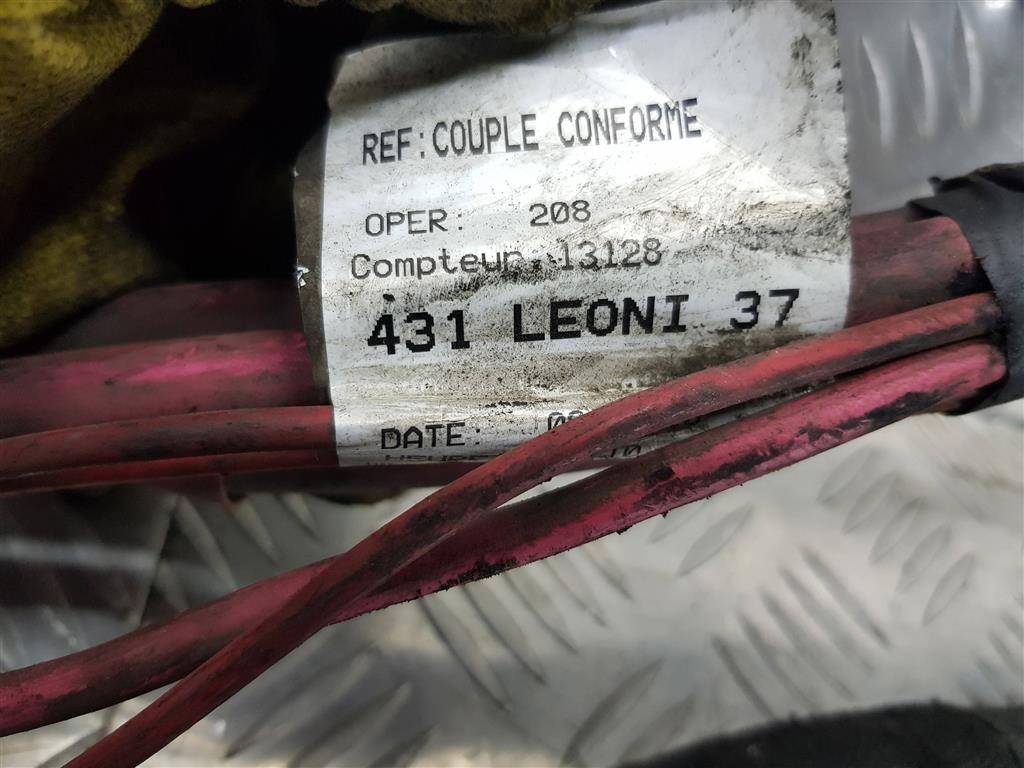 REF:COUPLE CONFORME
OPER: 208
Compteur 13128
431 LEONI 37
DATE: